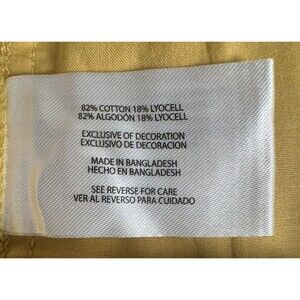 82% COTTON 18% LYOCELL
82% ALGODÓN 18% LYOCELL
EXCLUSIVE OF DECORATION
EXCLUSIVO DE DECORACION
MADE IN BANGLADESH
HECHO EN BANGLADESH
SEE REVERSE FOR CARE
VER AL REVERSO PARA CUIDADO